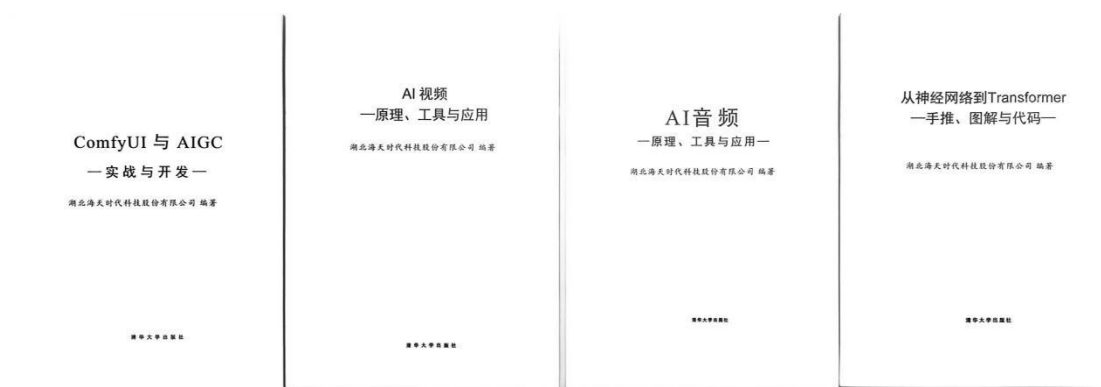 ComfyUI 与 AIGC
—实战与开发—
湖北海天时代科技股份有限公司 编著
清华大学出版社
AI 视频
—原理、工具与应用
湖北海天时代科技股份有限公司 编著
清华大学出版社
AI音频
—原理、工具与应用—
湖北海天时代科技股份有限公司 编著
清华大学出版社
从神经网络到Transformer
—手推、图解与代码—
湖北海天时代科技股份有限公司 编著
清华大学出版社